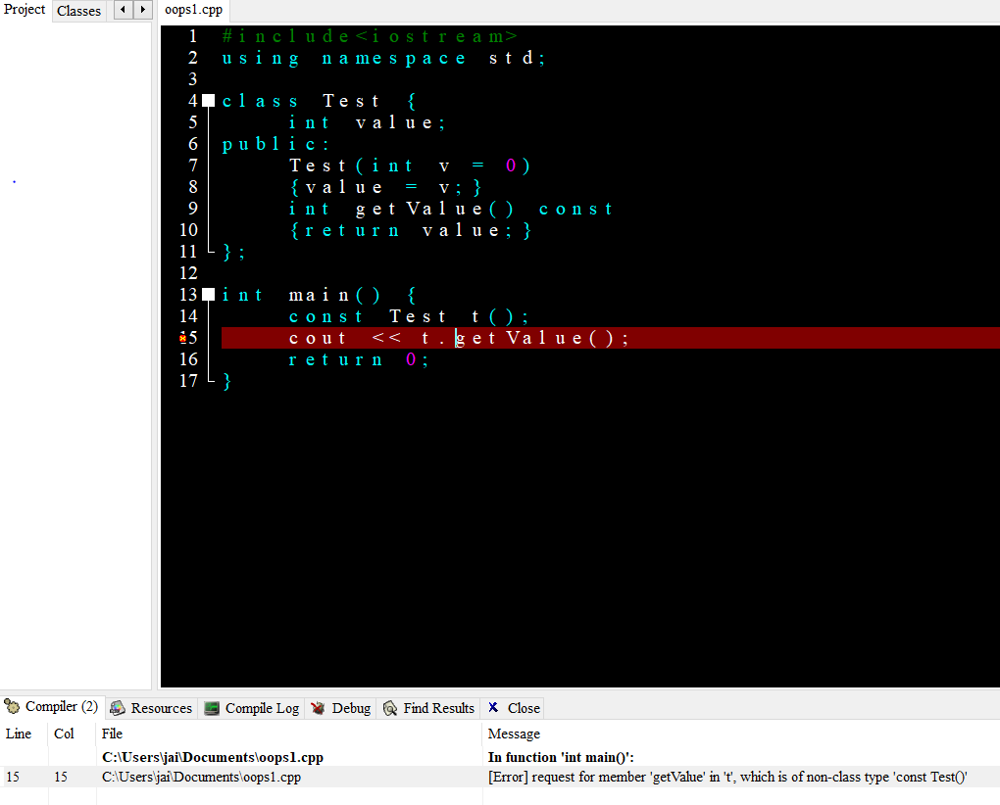 Project Classes oops1.cpp
1 #include<iostream>
2 using namespace std;
3
4 class Test {
5 int value;
6 public:
7 Test(int v = 0)
8 {value = v;}
9 int getValue() const
10 {return value;}
11 };
12
13 int main() {
14 const Test t();
15 cout << t.getValue();
16 return 0;
17 }
Compiler (2) Resources Compile Log Debug Find Results Close
Line Col File Message
C:\Users\jai\Documents\oops1.cpp In function 'int main()':
15 15 C:\Users\jai\Documents\oops1.cpp [Error] request for member 'getValue' in 't', which is of non-class type 'const Test()'